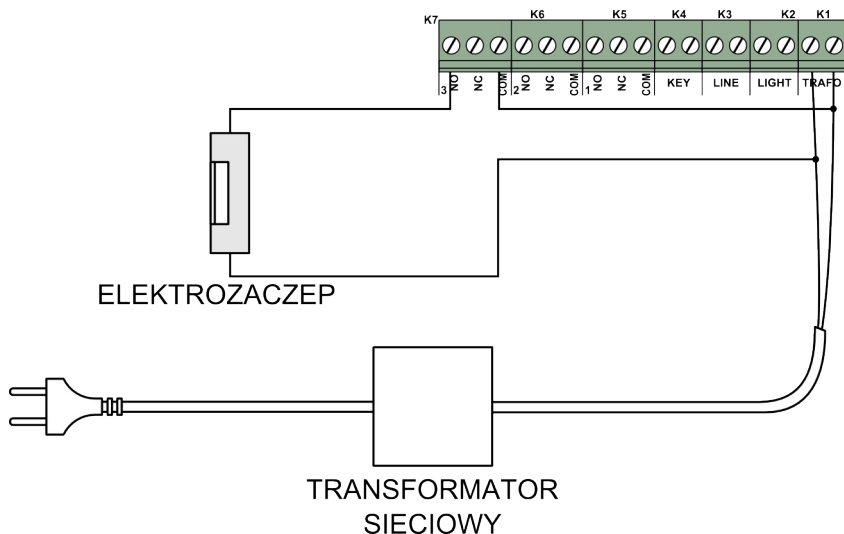 K7 K6 K5 K4 K3 K2 K1
3 NO NC COM 2 NO NC COM 1 NO NC COM KEY LINE LIGHT TRAFO
ELEKTROZACZEP
TRANSFORMATOR
SIECIOWY